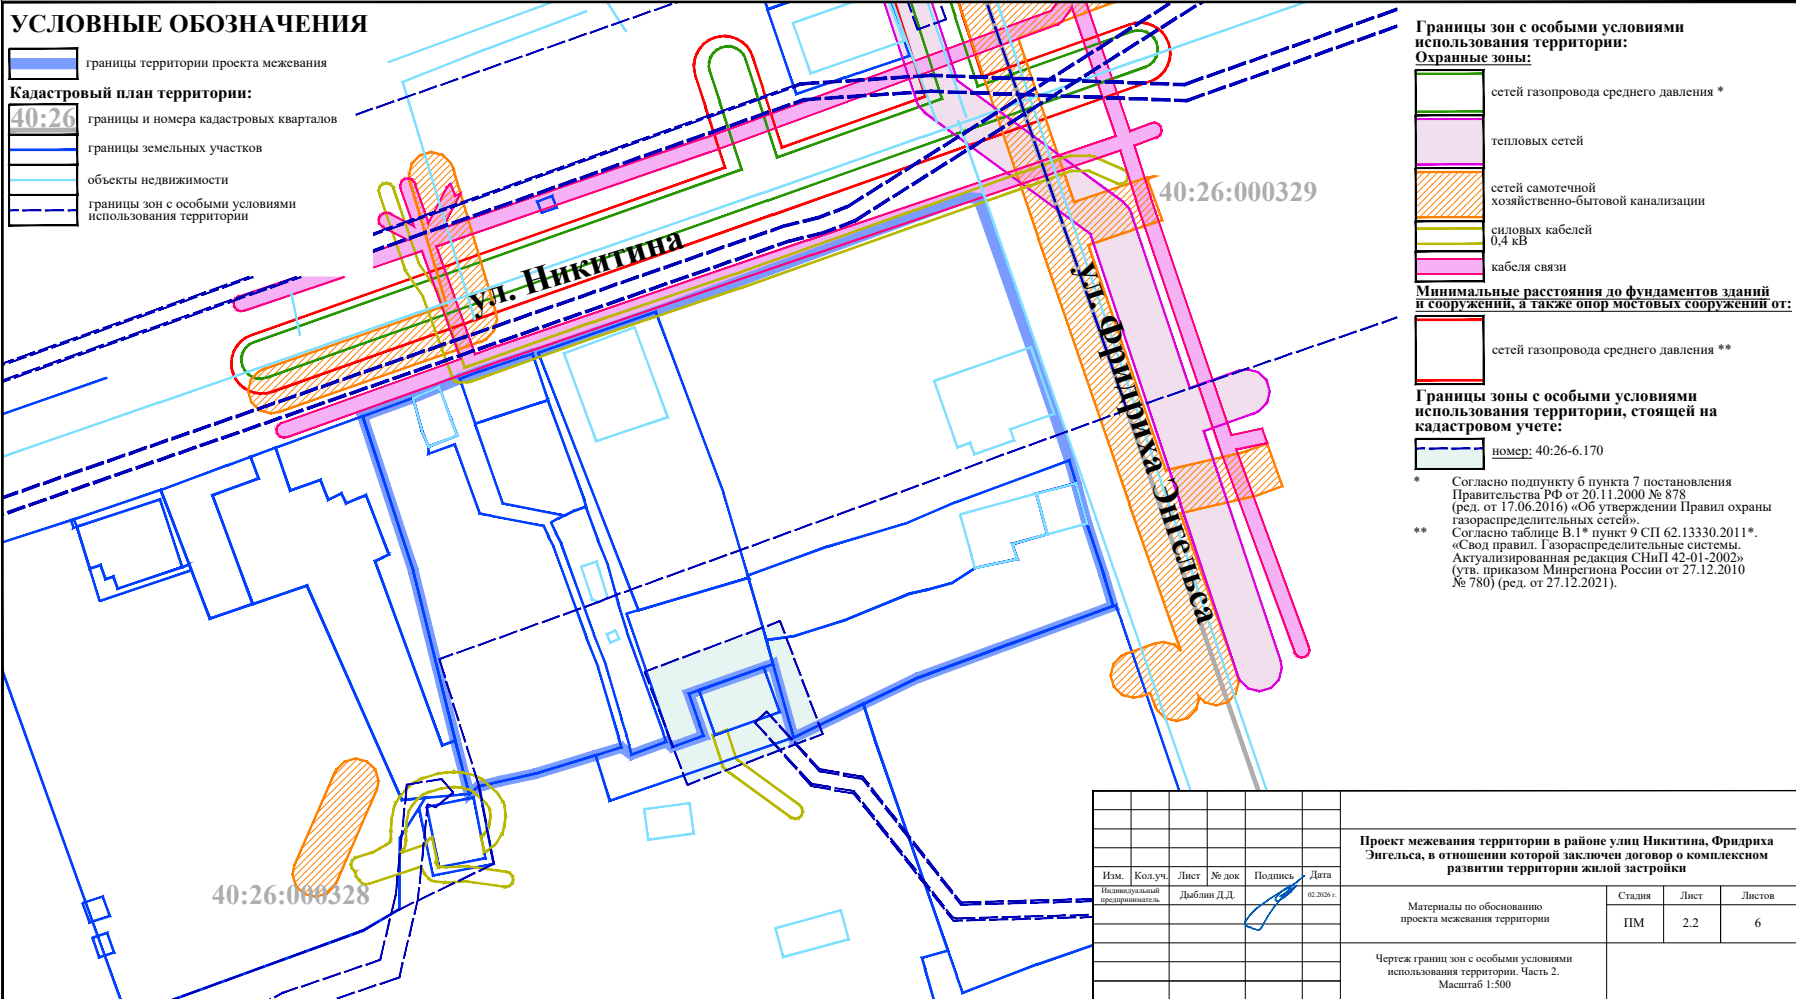 УСЛОВНЫЕ ОБОЗНАЧЕНИЯ
границы территории проекта межевания
Кадастровый план территории:
40:26 границы и номера кадастровых кварталов
границы земельных участков
объекты недвижимости
границы зон с особыми условиями
использования территории
ул. Никитина
ул. Фридриха Энгельса
40:26:000329
40:26:000328
Границы зон с особыми условиями
использования территории:
Охранные зоны:
сетей газопровода среднего давления *
тепловых сетей
сетей самотечной
хозяйственно-бытовой канализации
силовых кабелей
0,4 кВ
кабеля связи
Минимальные расстояния до фундаментов зданий
и сооружений, а также опор мостовых сооружений от:
сетей газопровода среднего давления **
Границы зоны с особыми условиями
использования территории, стоящей на
кадастровом учете:
номер: 40:26-6.170
* Согласно подпункту б пункта 7 постановления
Правительства РФ от 20.11.2000 № 878
(ред. от 17.06.2016) «Об утверждении Правил охраны
газораспределительных сетей».
** Согласно таблице В.1* пункт 9 СП 62.13330.2011*.
«Свод правил. Газораспределительные системы.
Актуализированная редакция СНиП 42-01-2002»
(утв. приказом Минрегиона России от 27.12.2010
№ 780) (ред. от 27.12.2021).
Проект межевания территории в районе улиц Никитина, Фридриха
Энгельса, в отношении которой заключен договор о комплексном
развитии территории жилой застройки
Изм. Кол.уч. Лист № док Подпись Дата
Индивидуальный
предприниматель
Дыблин Д.Д. 02.2026 г.
Материалы по обоснованию
проекта межевания территории
Стадия Лист Листов
ПМ 2.2 6
Чертеж границ зон с особыми условиями
использования территории. Часть 2.
Масштаб 1:500